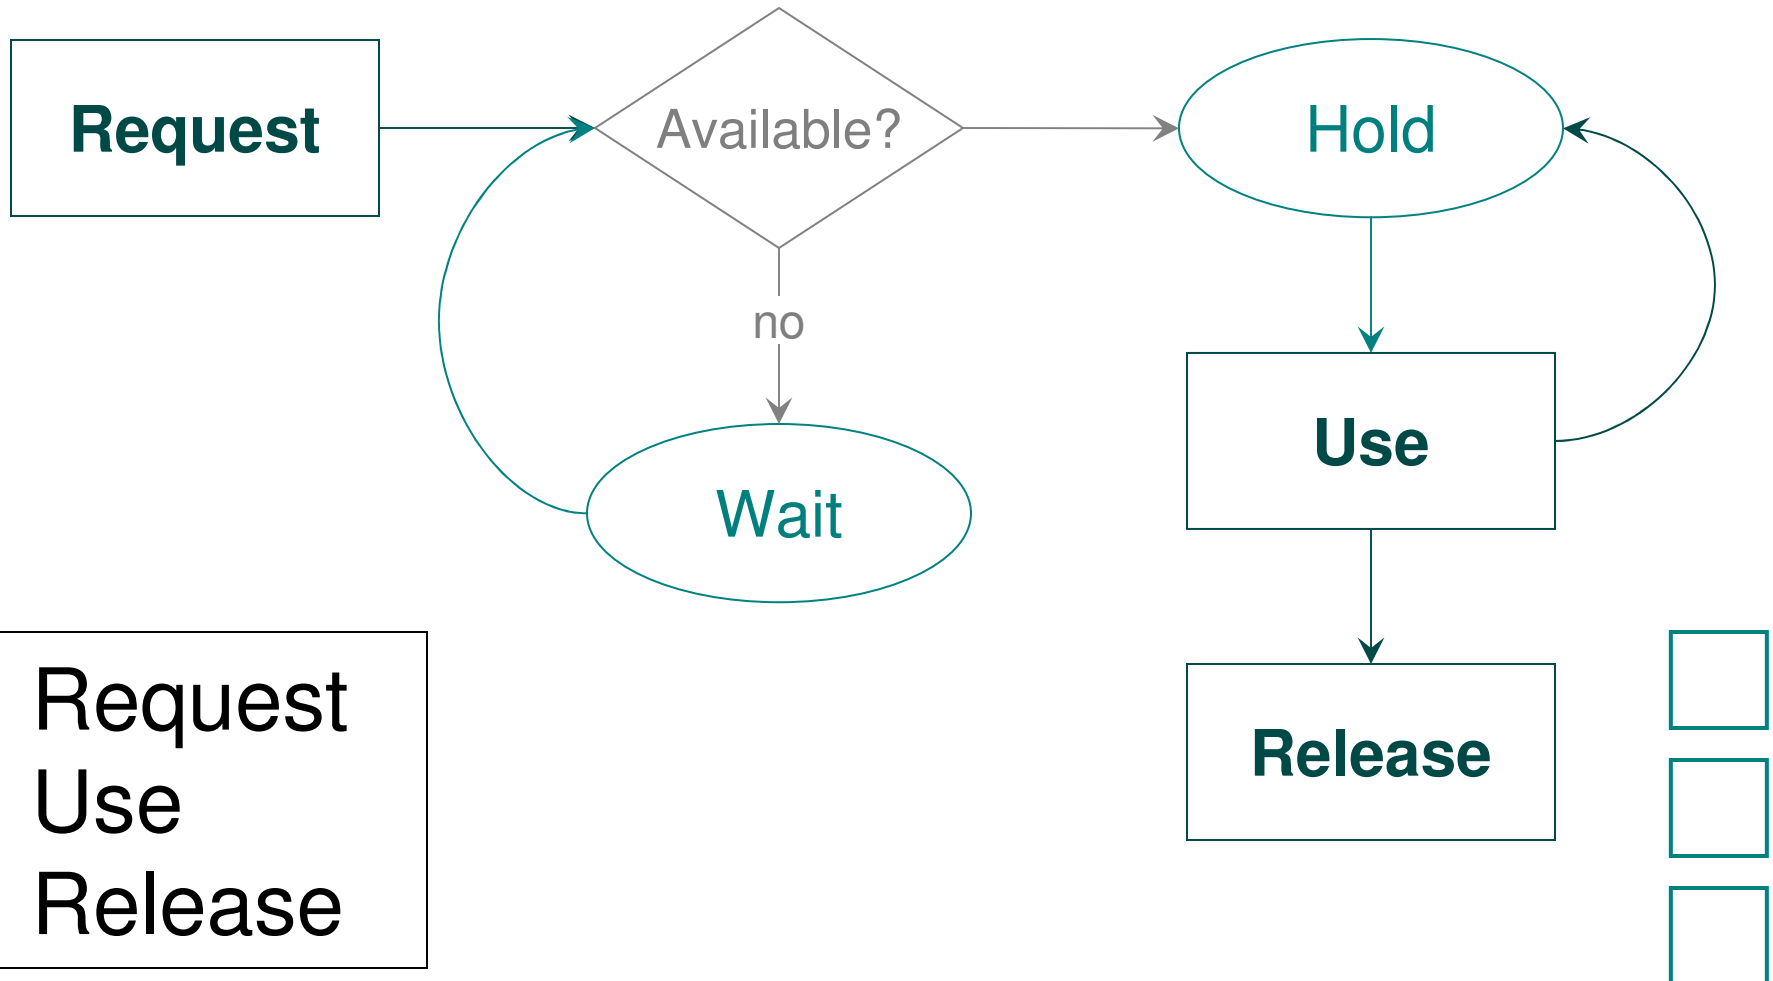 Request
Available?
Hold
no
Use
Wait
Release
Request
Use
Release